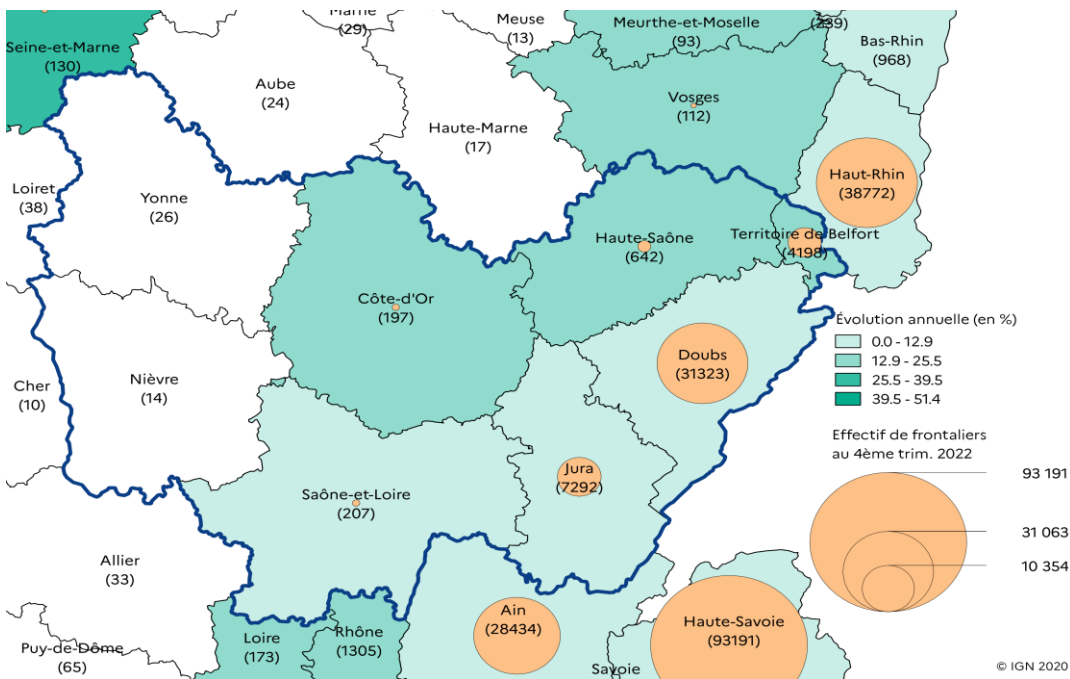 Marne
(29)
Meuse
(13)
Meurthe-et-Moselle
(93)
(239)
Bas-Rhin
(968)
Seine-et-Marne
(130)
Aube
(24)
Haute-Marne
(17)
Vosges
(112)
Haut-Rhin
(38772)
Loiret
(38)
Yonne
(26)
Haute-Saône
(642)
Territoire de Belfort
(4198)
Côte-d'Or
(197)
Doubs
(31323)
Cher
(10)
Nièvre
(14)
Jura
(7292)
Saône-et-Loire
(207)
Allier
(33)
Puy-de-Dôme
(65)
Loire
(173)
Rhône
(1305)
Ain
(28434)
Savoie
Haute-Savoie
(93191)
Évolution annuelle (en %)
0.0 - 12.9
12.9 - 25.5
25.5 - 39.5
39.5 - 51.4
Effectif de frontaliers
au 4ème trim. 2022
93 191
31 063
10 354
© IGN 2020